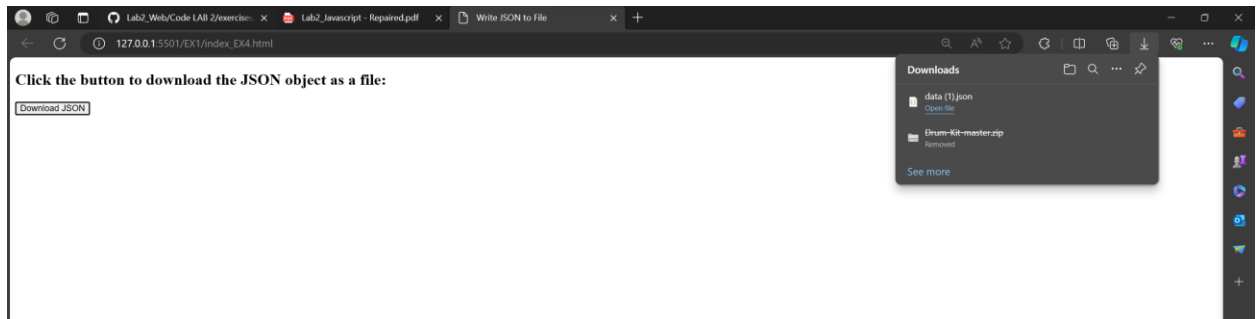 Lab2_Web/Code LAB 2/exercises
Lab2_Javascript - Repaired.pdf
Write JSON to File
127.0.0.1:5501/EX1/index_EX4.html
Click the button to download the JSON object as a file:
Download JSON
Downloads
data (1).json
Open file
Drum-Kit-master.zip
Removed
See more